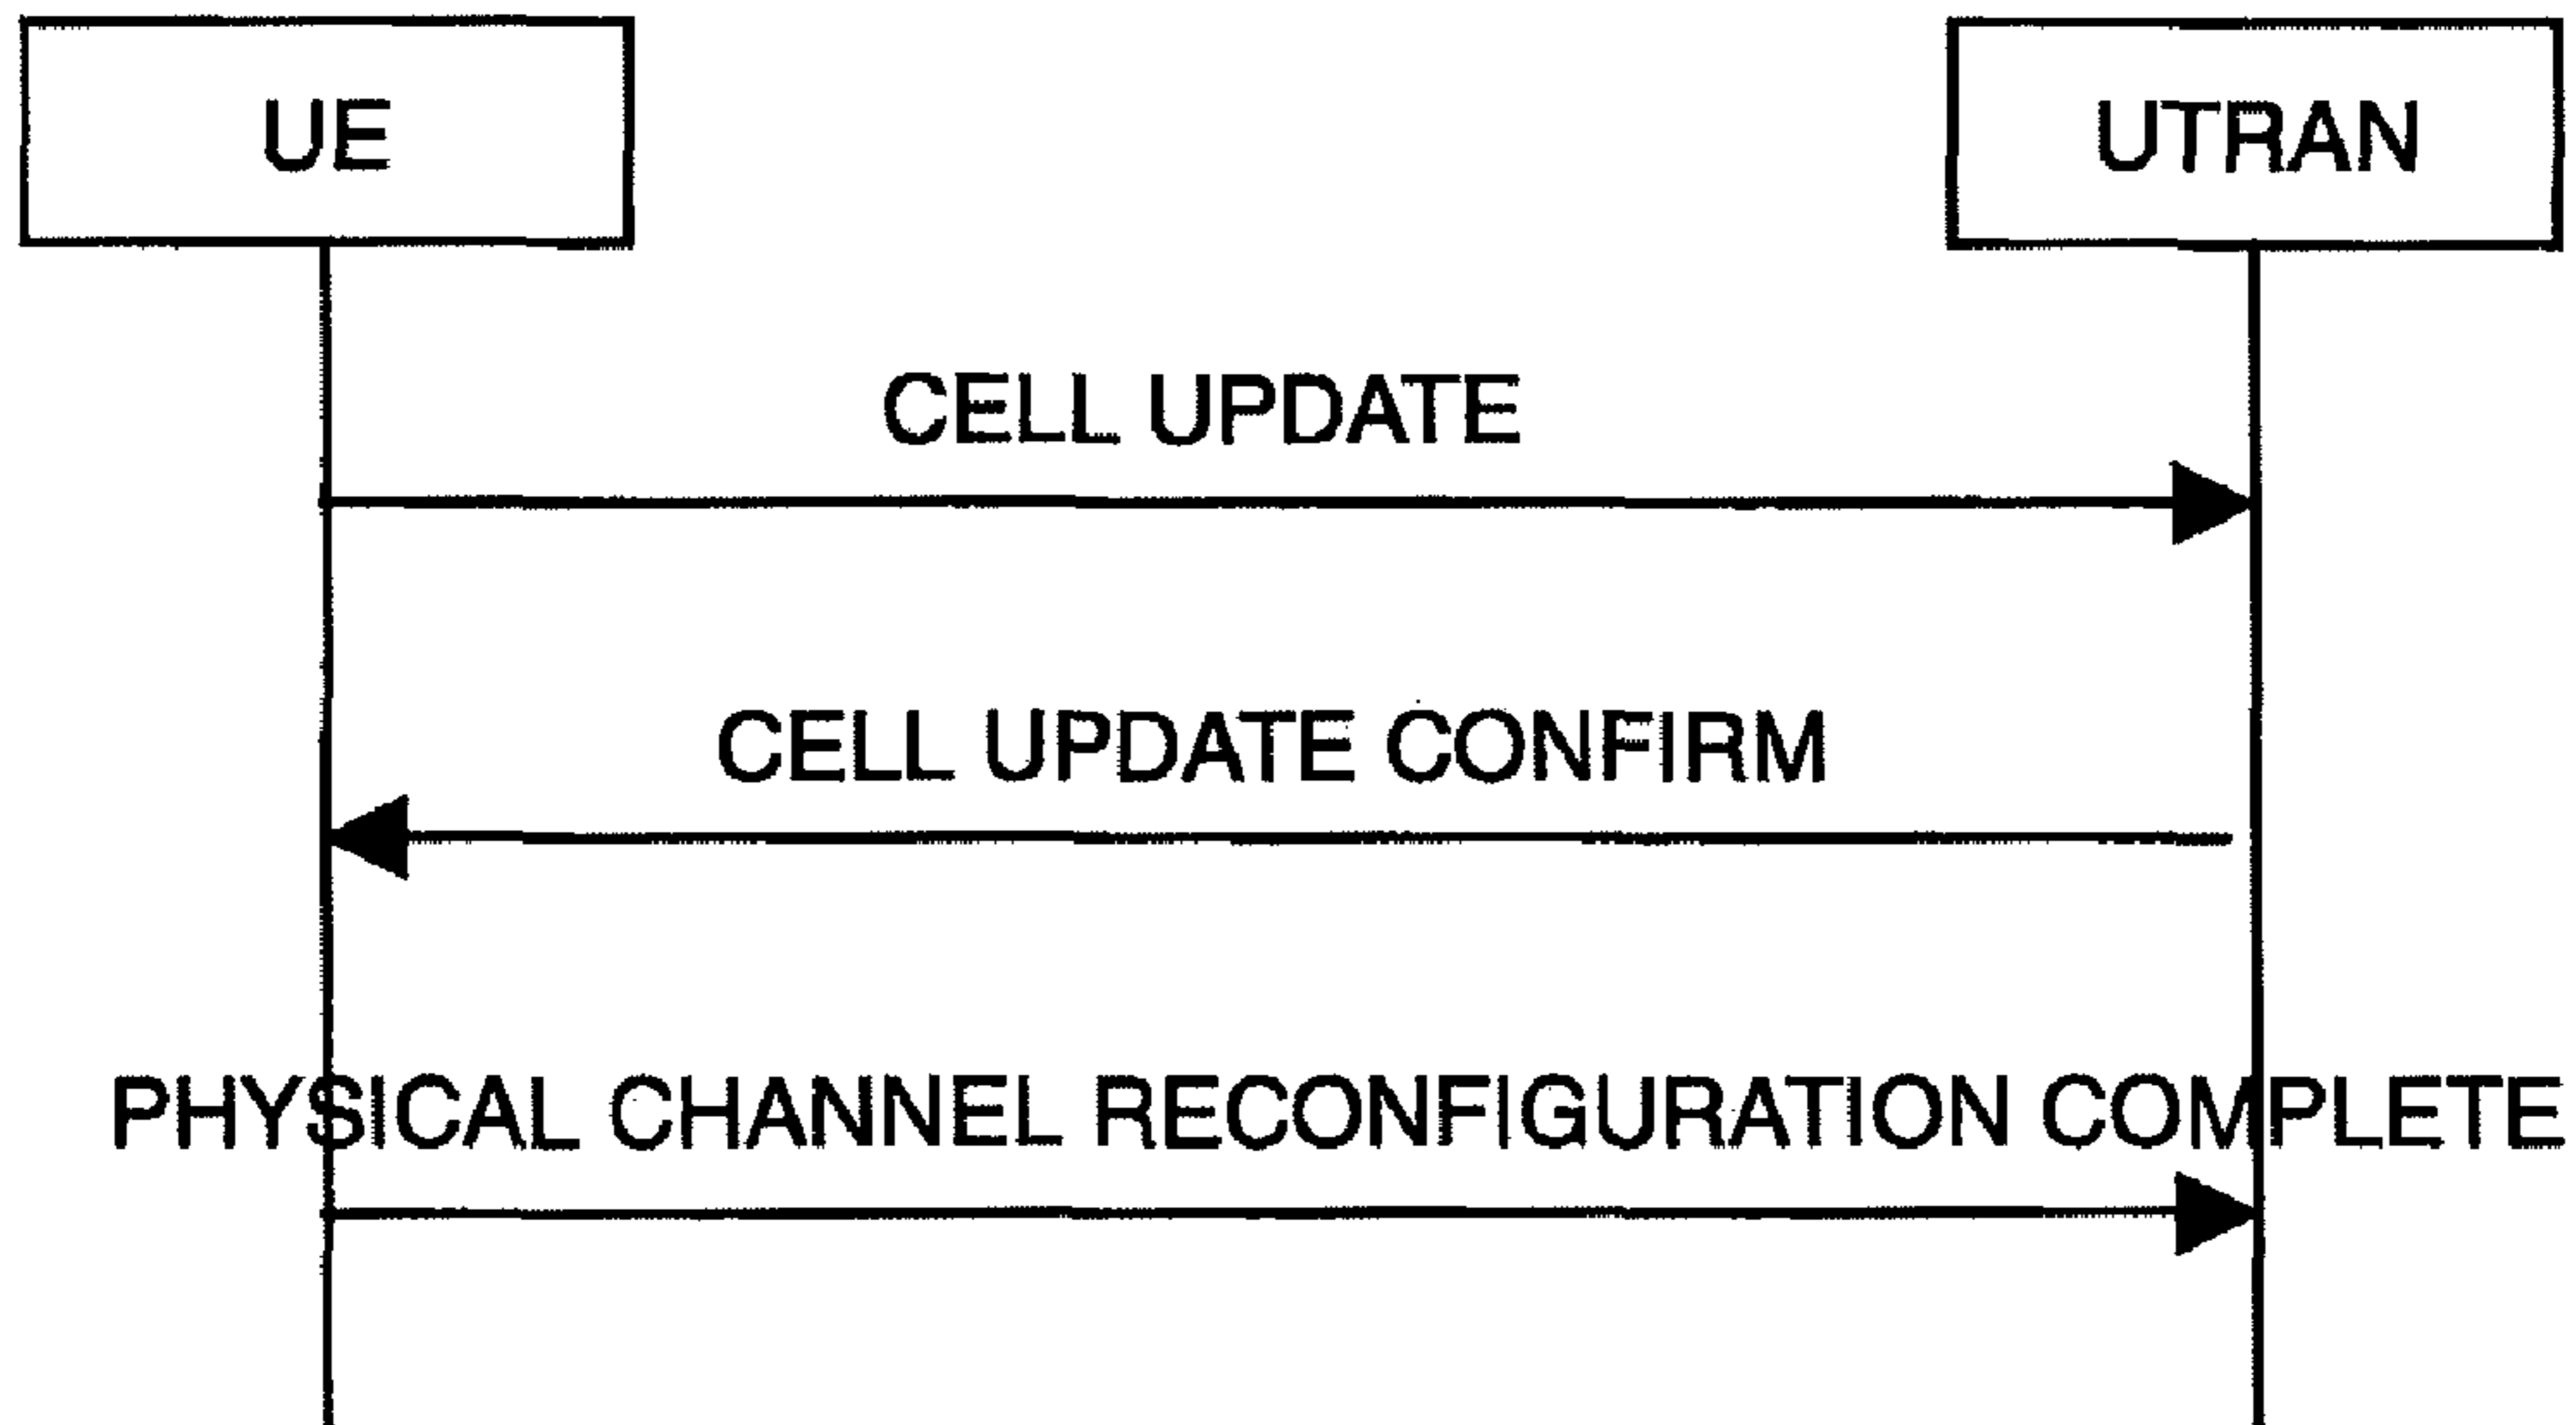 UE
UTRAN
CELL UPDATE
CELL UPDATE CONFIRM
PHYSICAL CHANNEL RECONFIGURATION COMPLETE